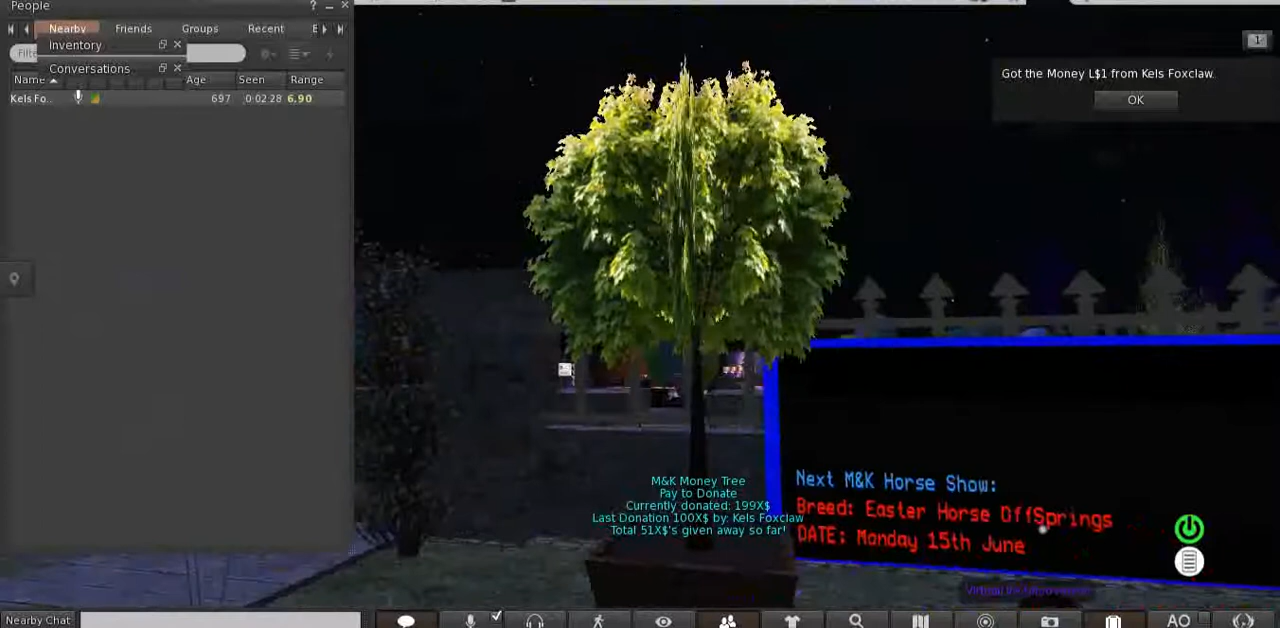 People
Nearby Friends Groups Recent E
Inventory
Filte
Conversations
Name Age Seen Range
Kels Fo... 697 0:02:28 6.90
1
Got the Money L$1 from Kels Foxclaw.
OK
M&K Money Tree
Pay to Donate
Currently donated; 199X$
Last Donation 100X$ by: Kels Foxclaw
Total 51X$'s given away so far!
Next M&K Horse Show:
Breed: Easter Horse OffSprings
DATE: Monday 15th June
Nearby Chat
AO